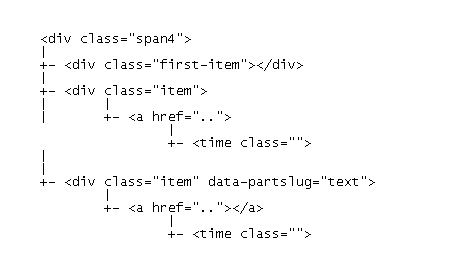 <div class="span4">
|
+- <div class="first-item"></div>
|
+- <div class="item">
|       |
|       +- <a href="..">
                |
                +- <time class="">
|
|
+- <div class="item" data-partslug="text">
        |
        +- <a href=".."></a>
                |
                +- <time class="">